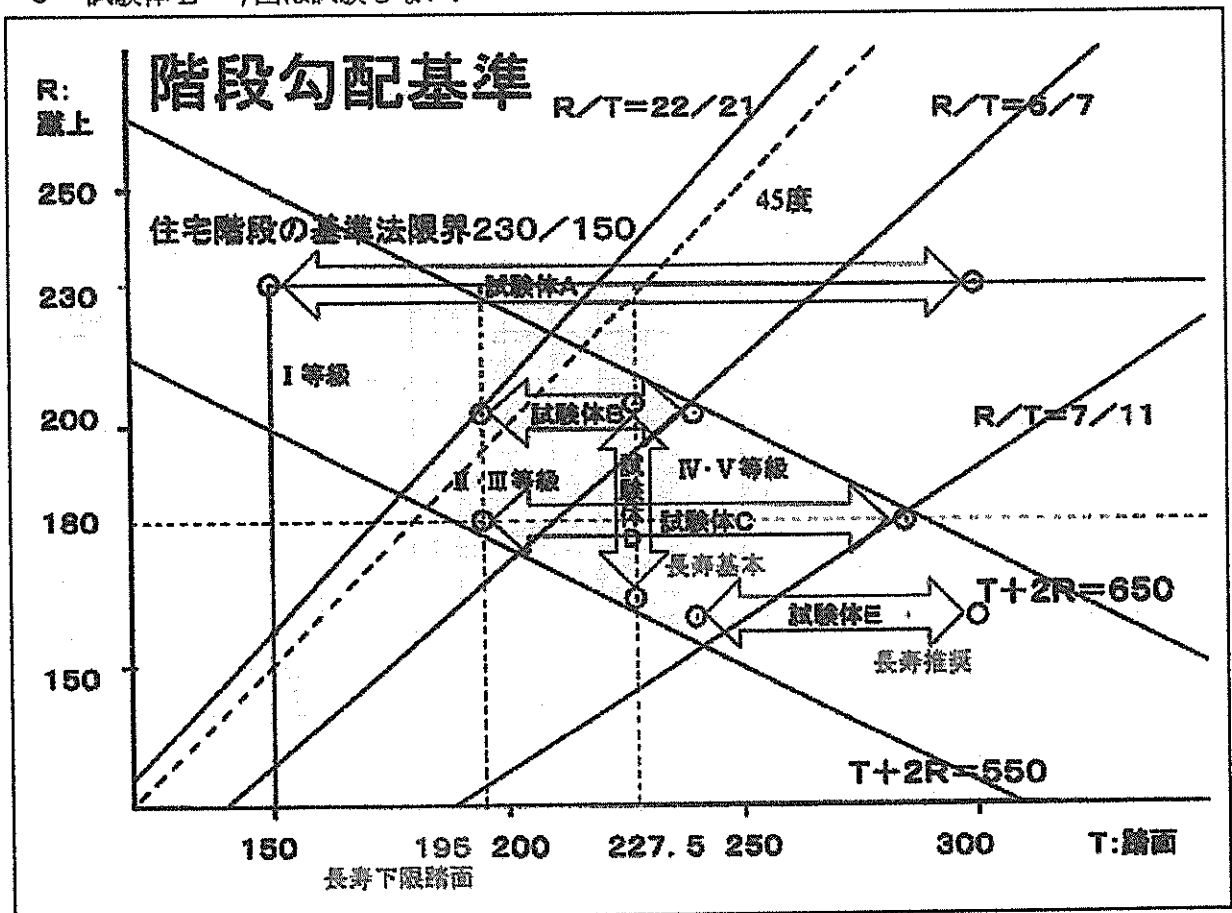 階段勾配基準
R:
蹴上
R/T=22/21
R/T=6/7
250
45度
住宅階段の基準法限界230/150
230
試験体A
I等級
200
試験体B
R/T=7/11
Ⅱ・Ⅲ等級
試験体D
Ⅳ・Ⅴ等級
180
試験体C
長寿基本
T+2R=650
試験体E
長寿推奨
150
T+2R=550
150
195
200
227.5
250
300
T:踏面
長寿下限踏面